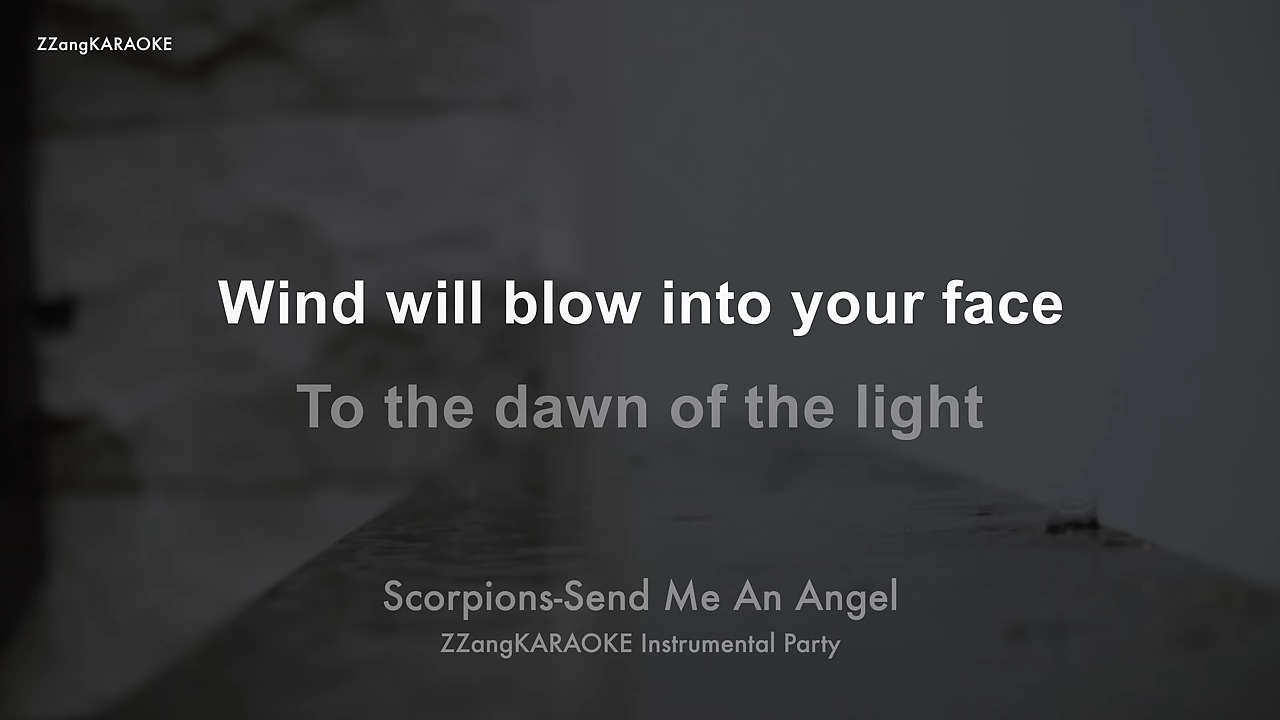 ZZangKARAOKE
Wind will blow into your face
To the dawn of the light
Scorpions-Send Me An Angel
ZZangKARAOKE Instrumental Party